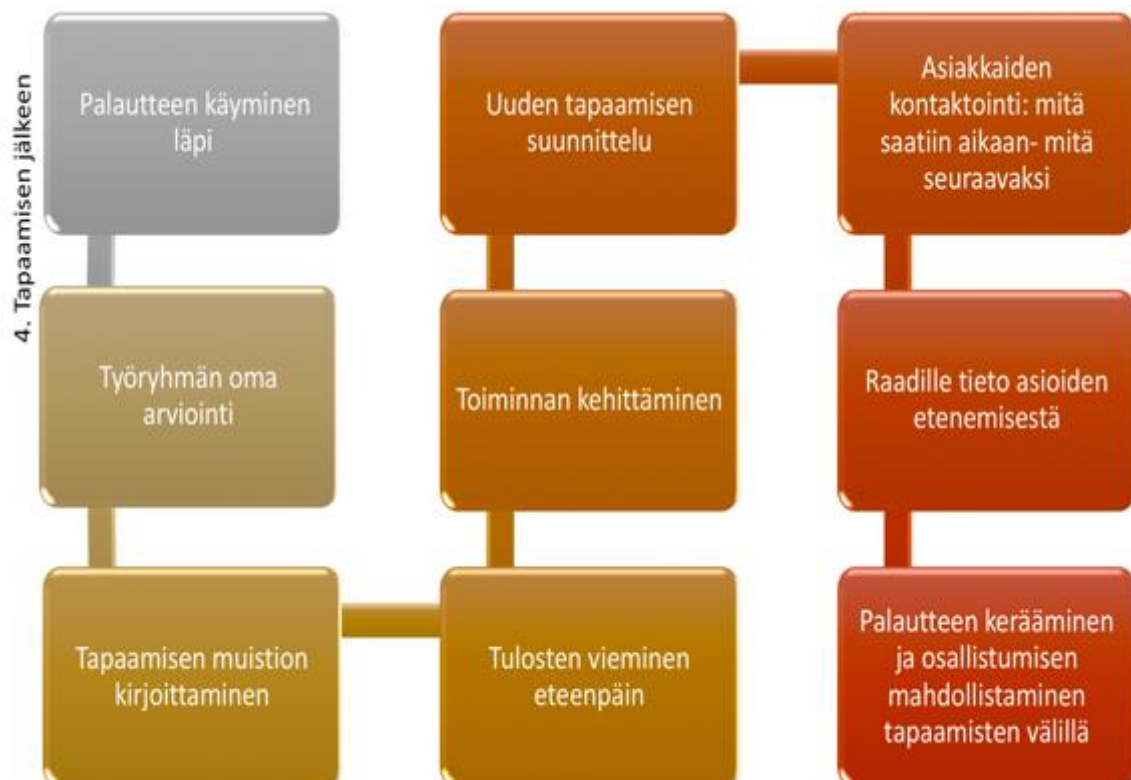 4. Tapaamisen jälkeen
Palautteen käyminen
läpi
Työryhmän oma
arviointi
Tapaamisen muistion
kirjoittaminen
Tulosten vieminen
eteenpäin
Toiminnan kehittäminen
Uuden tapaamisen
suunnittelu
Asiakkaiden
kontaktointi: mitä
saatiin aikaan- mitä
seuraavaksi
Raadille tieto asioiden
etenemisestä
Palautteen kerääminen
ja osallistumisen
mahdollistaminen
tapaamisten välillä